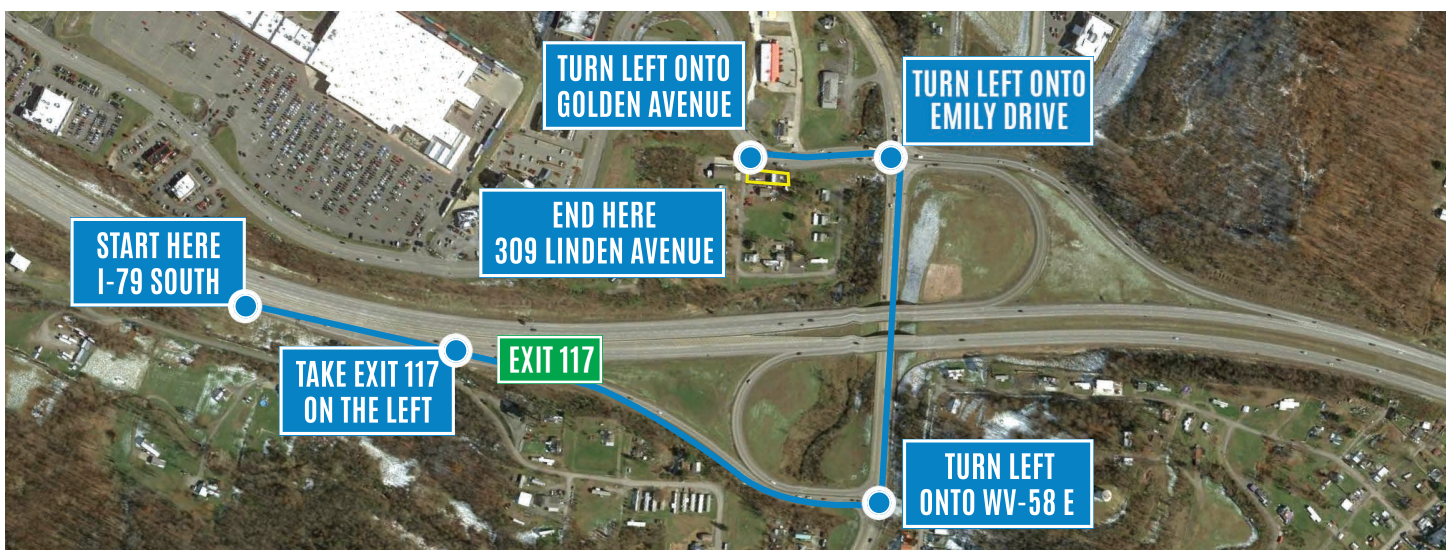 TURN LEFT ONTO
GOLDEN AVENUE
TURN LEFT ONTO
EMILY DRIVE
END HERE
309 LINDEN AVENUE
START HERE
I-79 SOUTH
TAKE EXIT 117
ON THE LEFT
EXIT 117
TURN LEFT
ONTO WV-58 E